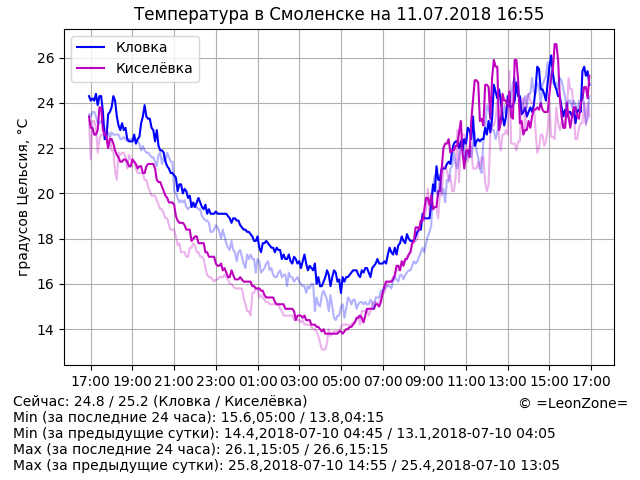 Температура в Смоленске на 11.07.2018 16:55
Кловка
Киселёвка
градусов Цельсия, °C
26
24
22
20
18
16
14
17:00 19:00 21:00 23:00 01:00 03:00 05:00 07:00 09:00 11:00 13:00 15:00 17:00
Сейчас: 24.8 / 25.2 (Кловка / Киселёвка)
© =LeonZone=
Min (за последние 24 часа): 15.6,05:00 / 13.8,04:15
Min (за предыдущие сутки): 14.4,2018-07-10 04:45 / 13.1,2018-07-10 04:05
Max (за последние 24 часа): 26.1,15:05 / 26.6,15:15
Max (за предыдущие сутки): 25.8,2018-07-10 14:55 / 25.4,2018-07-10 13:05